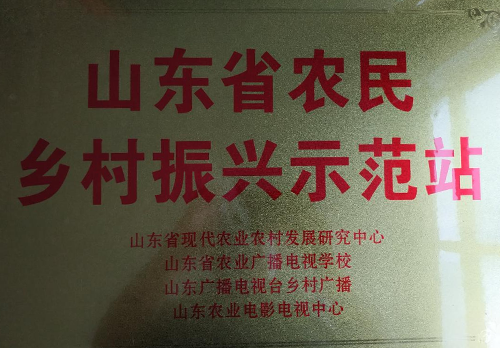 山东省农民
乡村振兴示范站
山东省现代农业农村发展研究中心
山东省农业广播电视学校
山东广播电视台乡村广播
山东农业电影电视中心